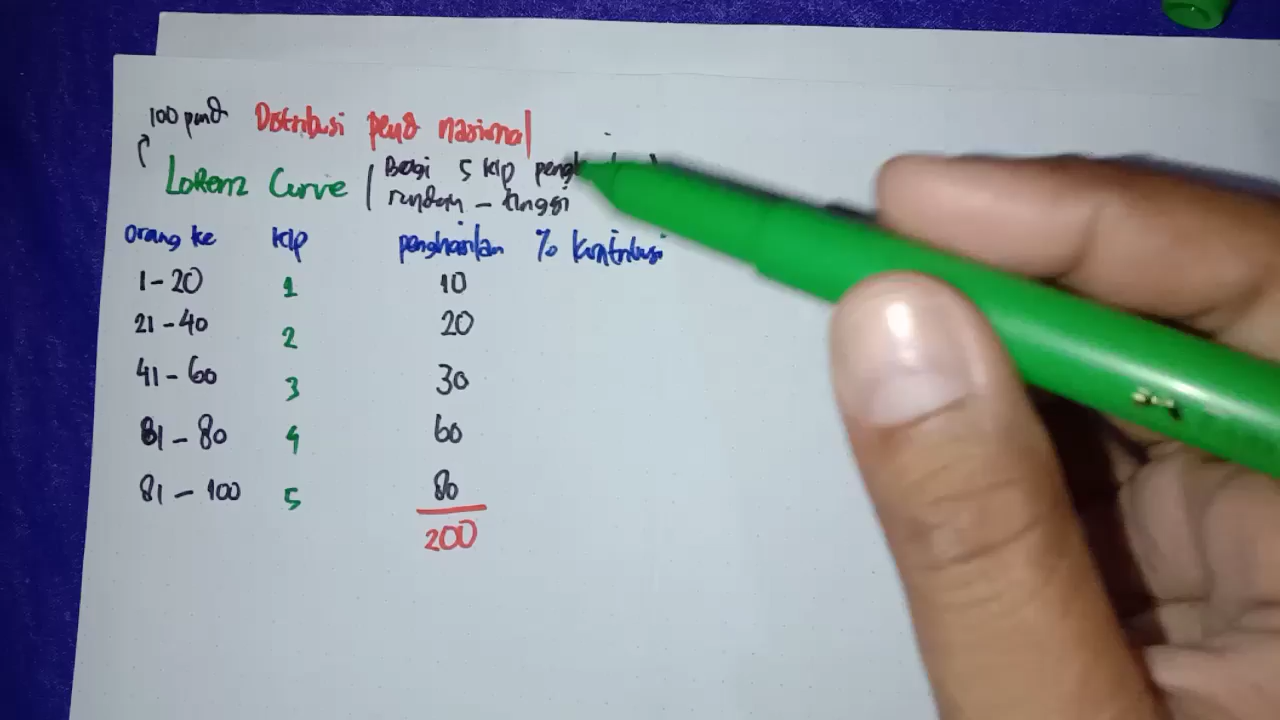 100 pend Distribusi pend nasional
Lorenz Curve | Bagi 5 klp
rendah - tinggi
orang ke klp penghasilan % kontribusi
1-20 1 10
21-40 2 20
41-60 3 30
81-80 4 60
81-100 5 80
200